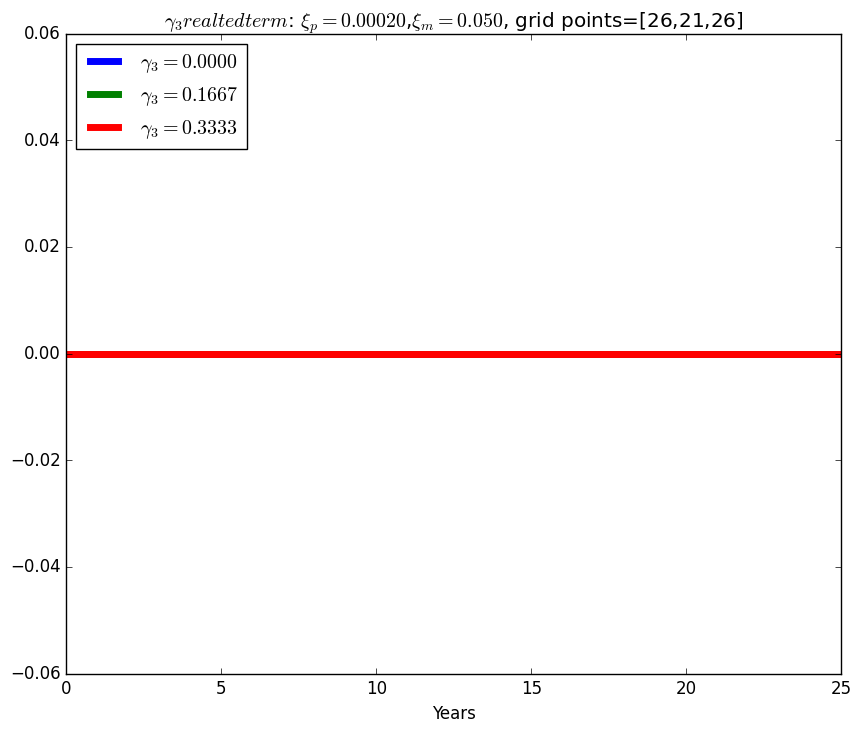 γ₃realtedterm: ξₚ = 0.00020,ξₘ = 0.050, grid points=[26,21,26]
0.06
γ₃ = 0.0000
γ₃ = 0.1667
γ₃ = 0.3333
0.04
0.02
0.00
−0.02
−0.04
−0.06
0 5 10 15 20 25
Years